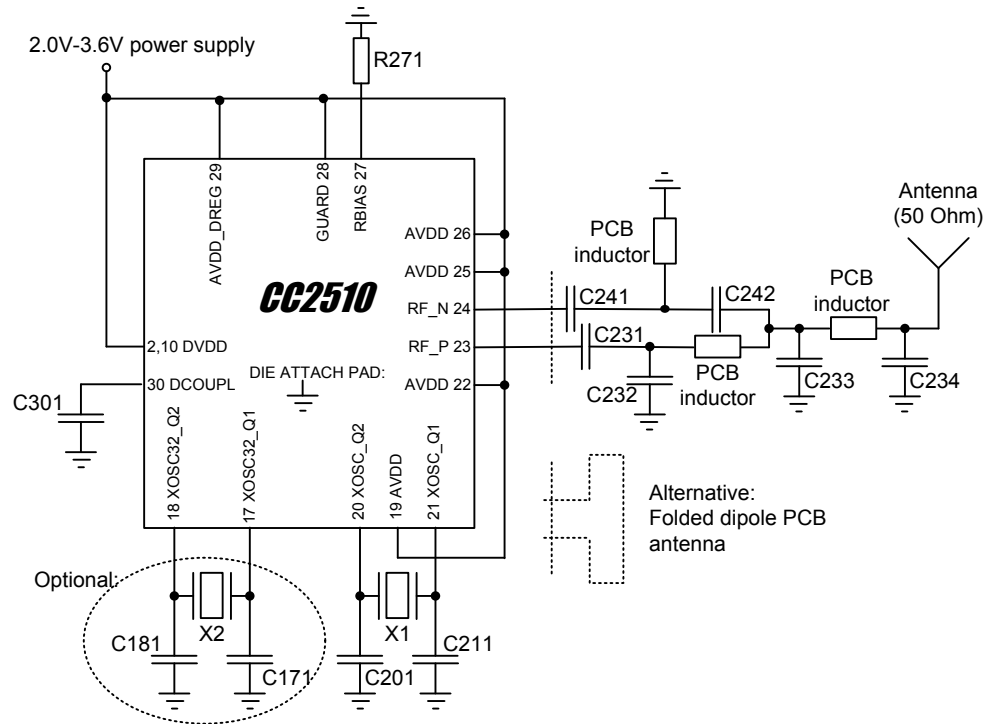 2.0V-3.6V power supply
R271
AVDD_DREG 29
GUARD 28
RBIAS 27
AVDD 26
AVDD 25
RF_N 24
RF_P 23
AVDD 22
CC2510
2,10 DVDD
30 DCOUPL
DIE ATTACH PAD:
18 XOSC32_Q2
17 XOSC32_Q1
20 XOSC_Q2
19 AVDD
21 XOSC_Q1
C301
PCB
inductor
Antenna
(50 Ohm)
C241
C242
PCB
inductor
C231
C232
PCB
inductor
C233
C234
Alternative:
Folded dipole PCB
antenna
Optional:
X2
C181
C171
X1
C201
C211